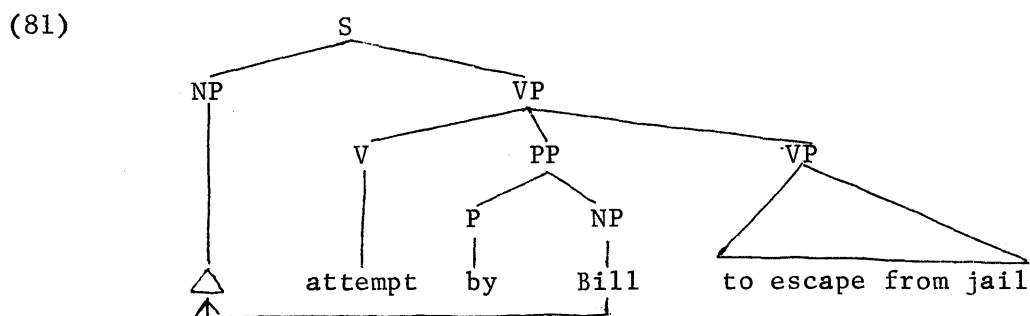 (81)
S
NP VP
V PP VP
P NP
attempt by Bill to escape from jail